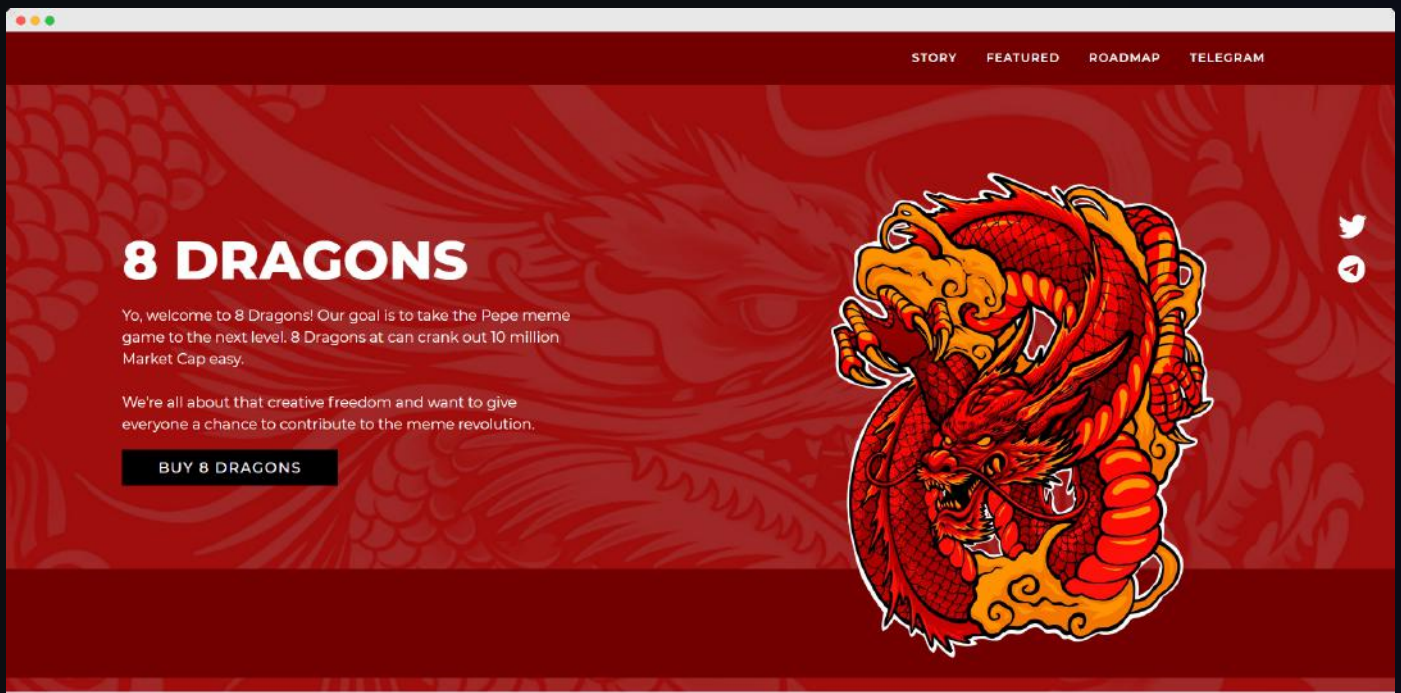 STORY FEATURED ROADMAP TELEGRAM
8 DRAGONS
Yo, welcome to 8 Dragons! Our goal is to take the Pepe meme
game to the next level. 8 Dragons at can crank out 10 million
Market Cap easy.
We're all about that creative freedom and want to give
everyone a chance to contribute to the meme revolution.
BUY 8 DRAGONS